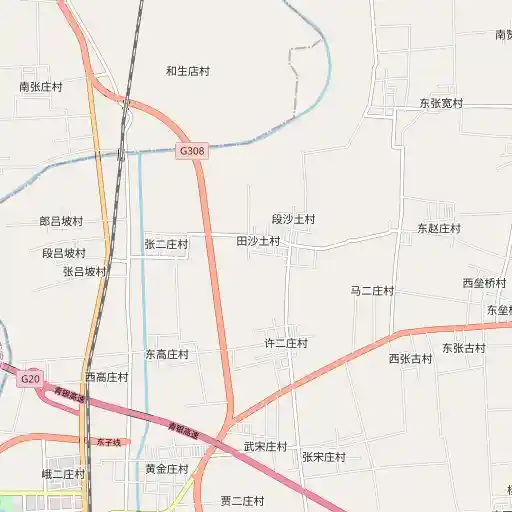 南赞
和生店村
南张庄村
东张宽村
G308
郎吕坡村
段沙土村
东赵庄村
张二庄村
田沙土村
段吕坡村
张吕坡村
西垒桥村
马二庄村
东垒桥
许二庄村
东高庄村
东张古村
西张古村
G20
西高庄村
青银高速
青银高速
东子线
武宋庄村
张宋庄村
黄金庄村
峨二庄村
贾二庄村